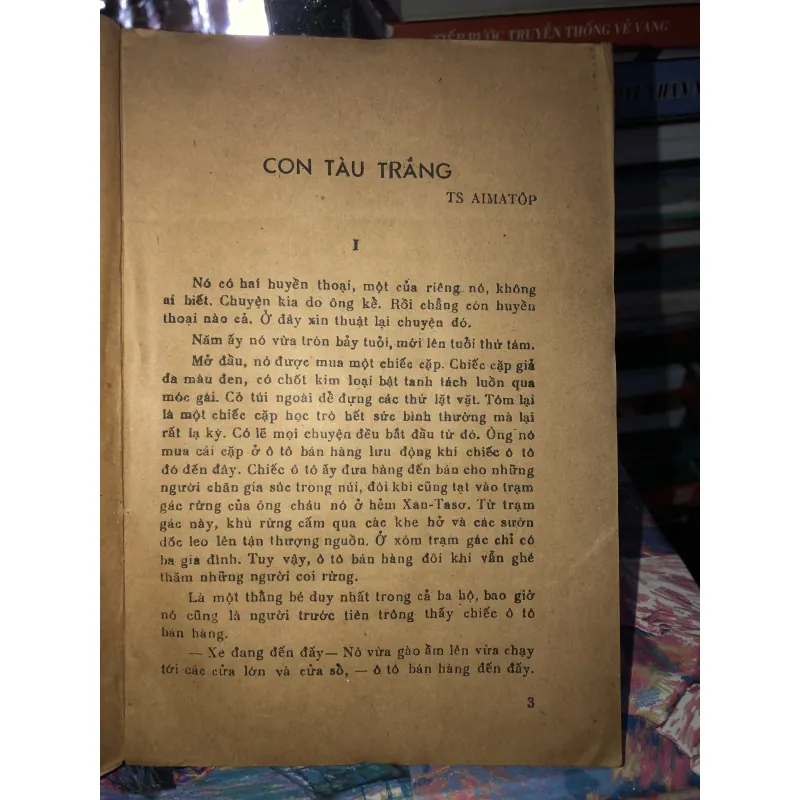 TIẾP BƯỚC TRUYỀN THỐNG VẺ VANG
CON TÀU TRẮNG
TS AIMATÔP
I
Nó có hai huyền thoại, một của riêng nó, không
ai biết. Chuyện kia do ông kể. Rồi chẳng còn huyền
thoại nào cả. Ở đây xin thuật lại chuyện đó.
Năm ấy nó vừa tròn bảy tuổi, mới lên tuổi thứ tám.
Mở đầu, nó được mua một chiếc cặp. Chiếc cặp giả
da màu đen, có chốt kim loại bật tanh tách luồn qua
móc gài. Cỏ túi ngoài để đựng các thứ lặt vặt. Tóm lại
là một chiếc cặp học trò hết sức bình thường mà lại
rất lạ kỳ. Có lẽ mọi chuyện đều bắt đầu từ đó. Ông nó
mua cái cặp ở ô tô bán hàng lưu động khi chiếc ô tô
đó đến đây. Chiếc ô tô ấy đưa hàng đến bán cho những
người chăn gia súc trong núi, đôi khi cũng tạt vào trạm
gác rừng của ông cháu nó ở hẻm Xan-Tasơ. Từ trạm
gác này, khu rừng cấm qua các khe hở và các sườn
dốc leo lên tận thượng nguồn. Ở xóm trạm gác chỉ có
ba gia đình. Tuy vậy, ô tô bán hàng đôi khi vẫn ghé
thăm những người coi rừng.
Là một thằng bé duy nhất trong cả ba hộ, bao giờ
nó cũng là người trước tiên trông thấy chiếc ô tô
bán hàng.
— Xe đang đến đấy— Nó vừa gào ầm lên vừa chạy
tới các cửa lớn và cửa sổ, — ô tô bán hàng đến đấy.
3